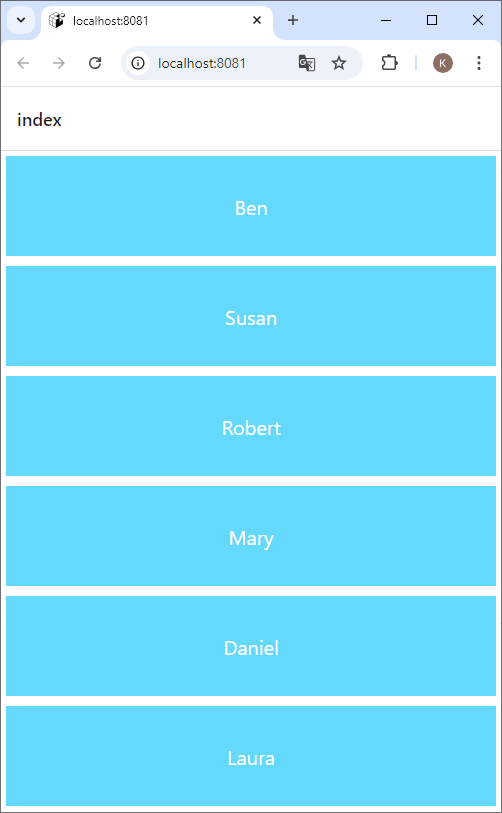 localhost:8081
localhost:8081
K
index
Ben
Susan
Robert
Mary
Daniel
Laura